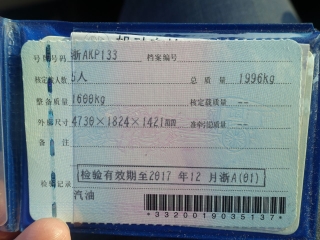 号牌号码 浙AKP133 档案编号
核定载人数 5人 总质量 1996kg
整备质量 1600kg 核定载质量 --
外廓尺寸 4730×1824×1421mm 准牵引总质量 --
备注
检验有效期至2017年12月浙A(01)
检验记录
汽油
*3320019035137*